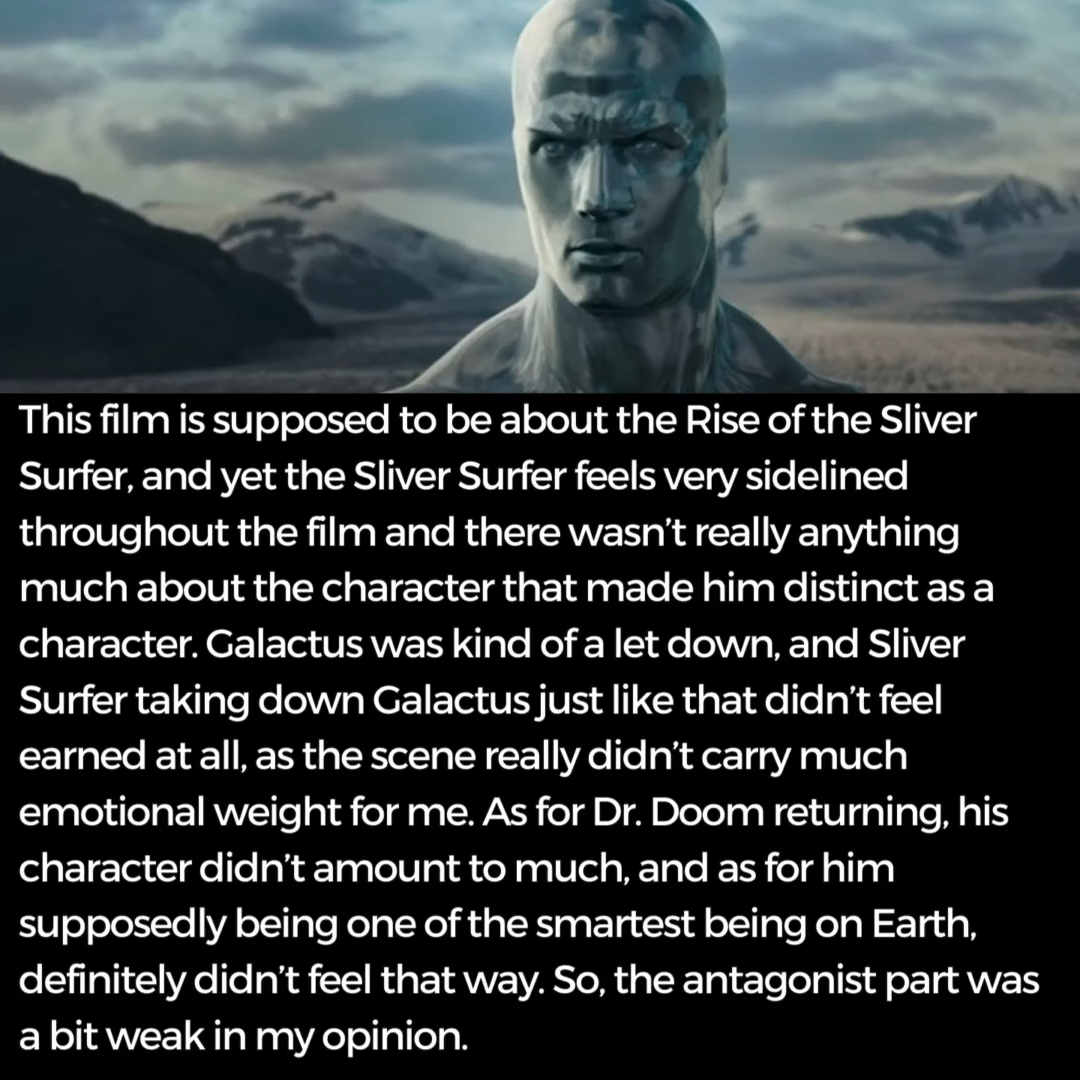 This film is supposed to be about the Rise of the Sliver
Surfer, and yet the Sliver Surfer feels very sidelined
throughout the film and there wasn't really anything
much about the character that made him distinct as a
character. Galactus was kind of a let down, and Sliver
Surfer taking down Galactus just like that didn't feel
earned at all, as the scene really didn't carry much
emotional weight for me. As for Dr. Doom returning, his
character didn't amount to much, and as for him
supposedly being one of the smartest being on Earth,
definitely didn't feel that way. So, the antagonist part was
a bit weak in my opinion.